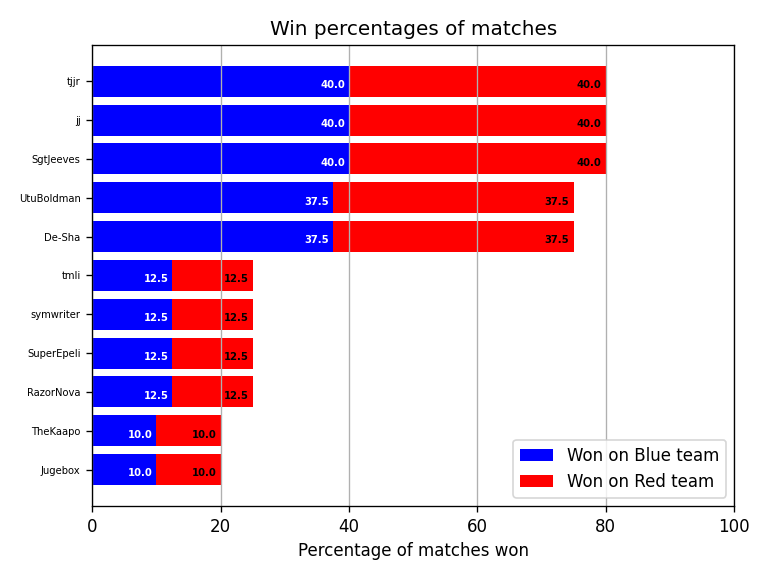 Win percentages of matches
tjjr 40.0 40.0
jj 40.0 40.0
SgtJeeves 40.0 40.0
UtuBoldman 37.5 37.5
De-Sha 37.5 37.5
tmli 12.5 12.5
symwriter 12.5 12.5
SuperEpeli 12.5 12.5
RazorNova 12.5 12.5
TheKaapo 10.0 10.0
Jugebox 10.0 10.0
Won on Blue team
Won on Red team
0 20 40 60 80 100
Percentage of matches won